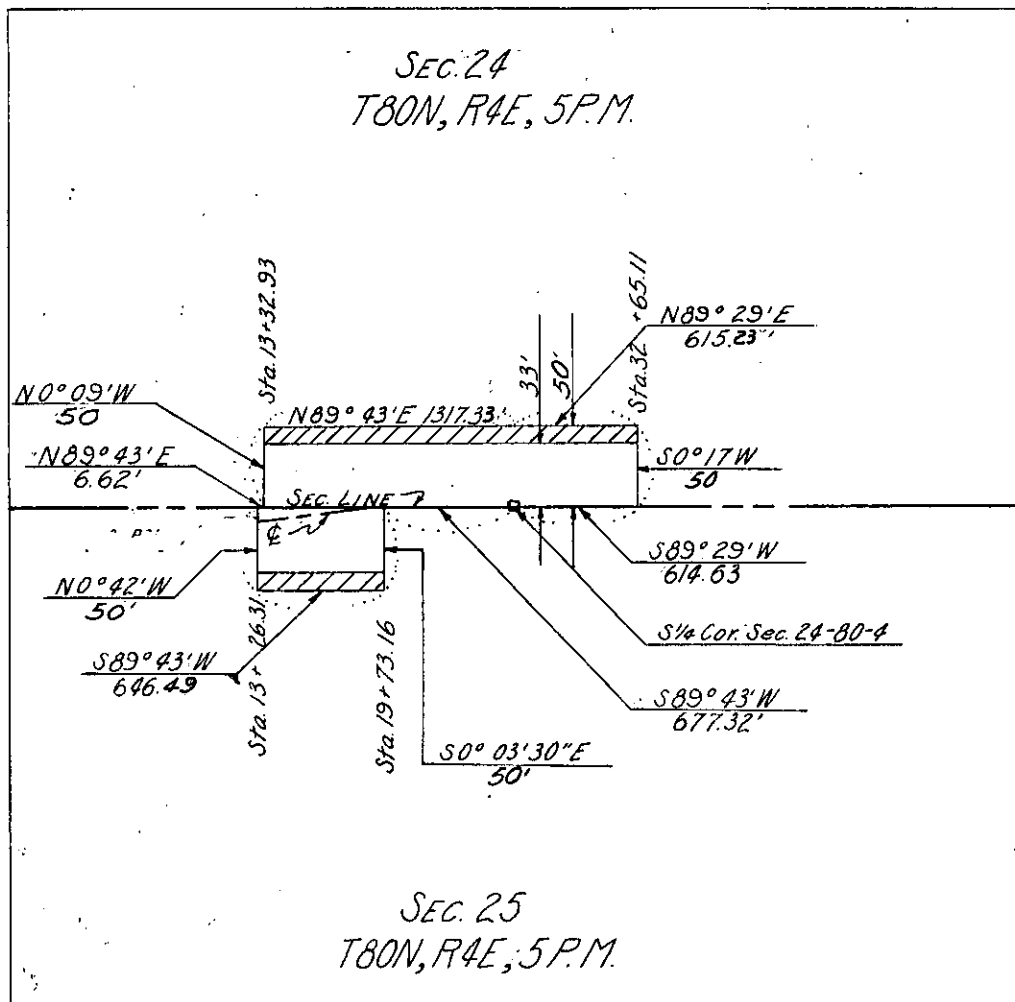 SEC. 24
T80N, R4E, 5P.M.
Sta. 13+32.93
33'
50'
Sta. 32 +65.11
N89° 29'E
615.23'
N0° 09'W
50
N89° 43'E 1317.33'
N89° 43' E
6.62'
SEC. LINE
S0° 17 W
50
℄
S89° 29' W
614.63
N0° 42' W
50'
S1/4 Cor. Sec. 24-80-4
S89° 43' W
646.49
Sta. 13+ 26.31
Sta. 19+73.16
S89° 43' W
677.32'
S0° 03' 30" E
50'
SEC. 25
T80N, R4E, 5P.M.